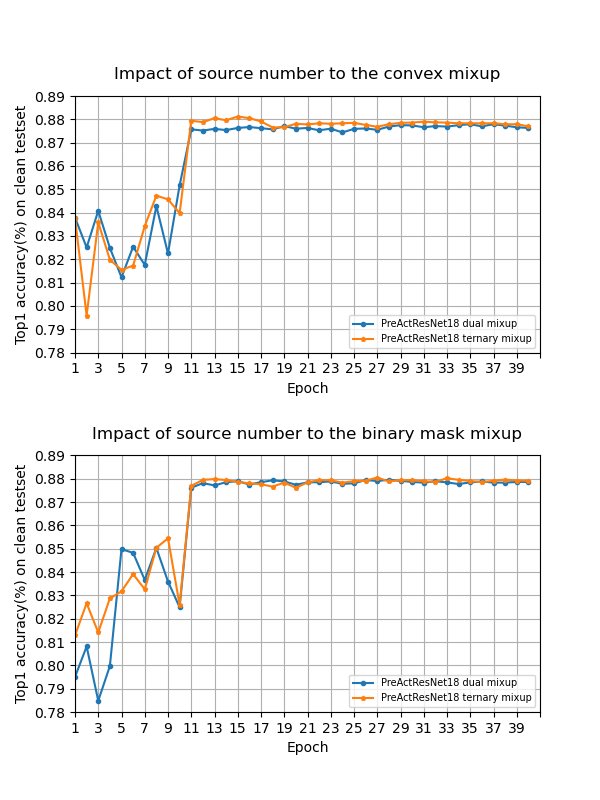 Impact of source number to the convex mixup
Top1 accuracy(%) on clean testset
0.89
0.88
0.87
0.86
0.85
0.84
0.83
0.82
0.81
0.80
0.79
0.78
PreActResNet18 dual mixup
PreActResNet18 ternary mixup
1 3 5 7 9 11 13 15 17 19 21 23 25 27 29 31 33 35 37 39
Epoch
Impact of source number to the binary mask mixup
Top1 accuracy(%) on clean testset
0.89
0.88
0.87
0.86
0.85
0.84
0.83
0.82
0.81
0.80
0.79
0.78
PreActResNet18 dual mixup
PreActResNet18 ternary mixup
1 3 5 7 9 11 13 15 17 19 21 23 25 27 29 31 33 35 37 39
Epoch